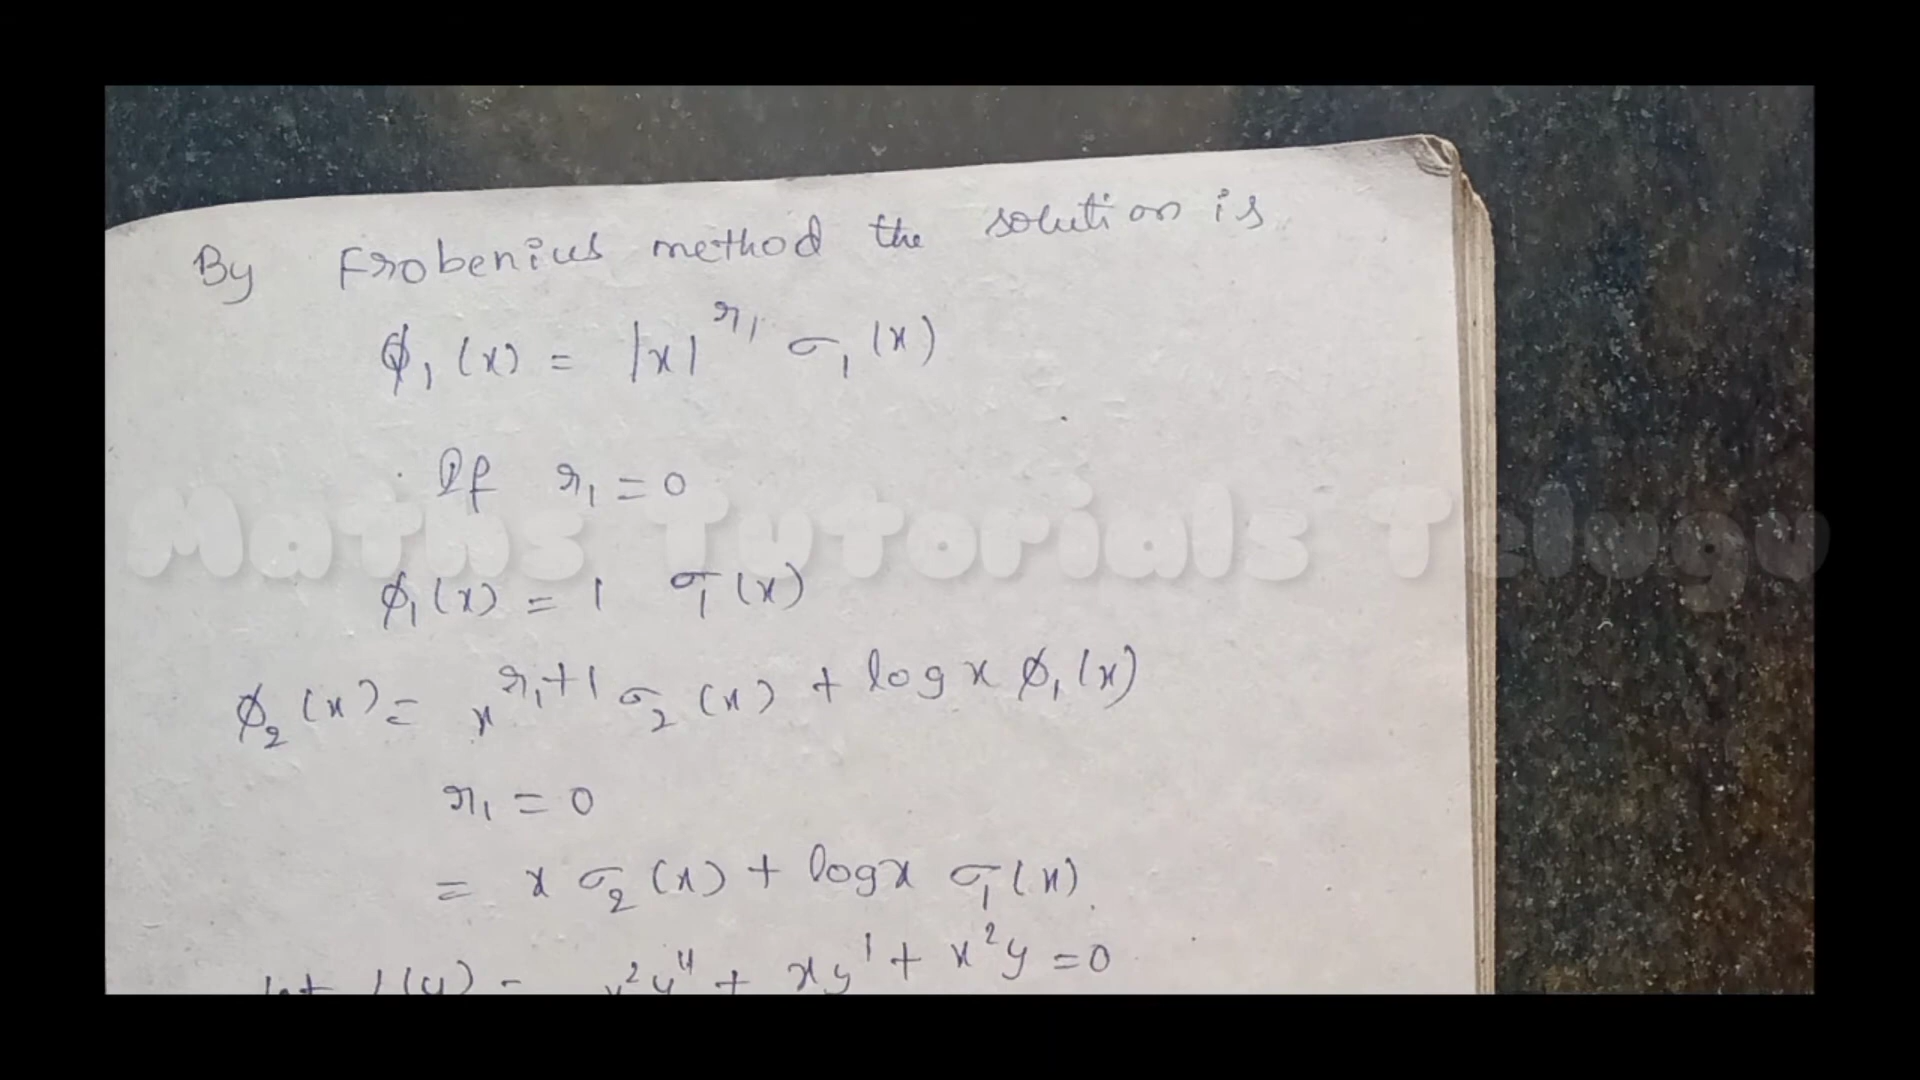 By Frobenius method the solution is
ϕ₁(x) = |x|^r₁ σ₁(x)
If r₁ = 0
Maths Tutorials Telugu
ϕ₁(x) = 1 σ₁(x)
ϕ₂(x) = x^r₁+1 σ₂(x) + log x ϕ₁(x)
r₁ = 0
= x σ₂(x) + log x σ₁(x).
let L(y) = x²y" + xy' + x²y = 0